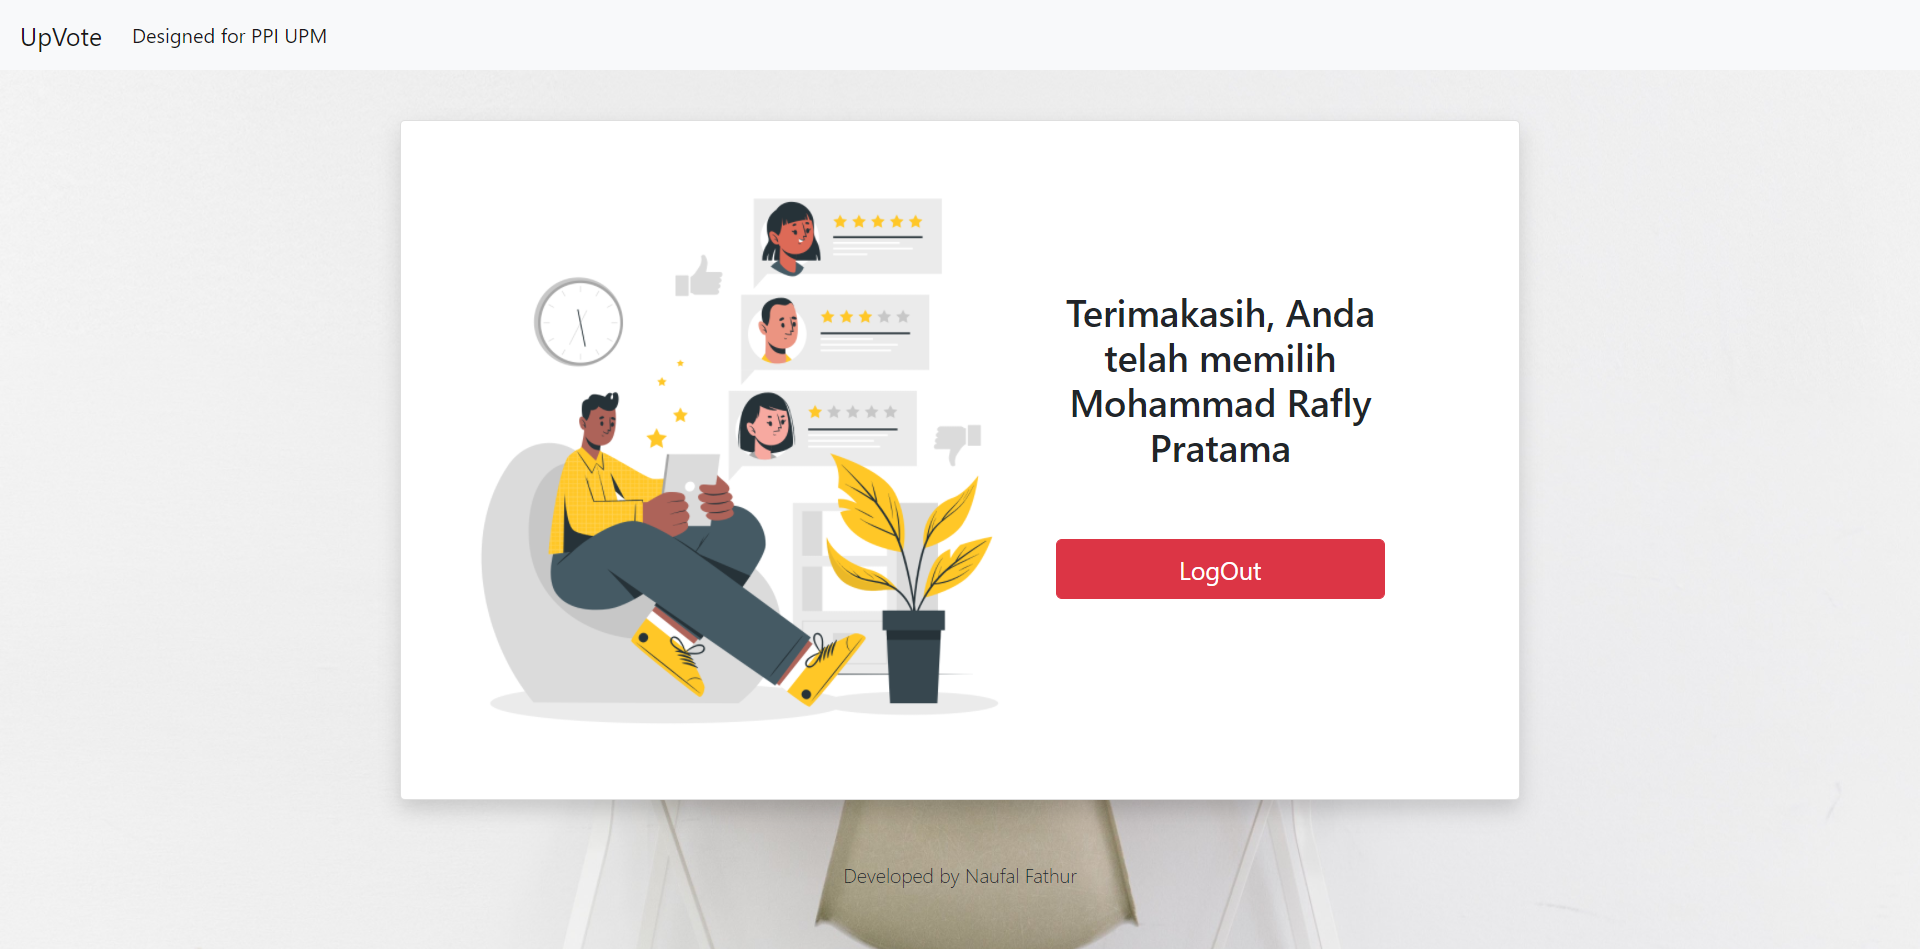 UpVote Designed for PPI UPM
Terimakasih, Anda
telah memilih
Mohammad Rafly
Pratama
LogOut
Developed by Naufal Fathur